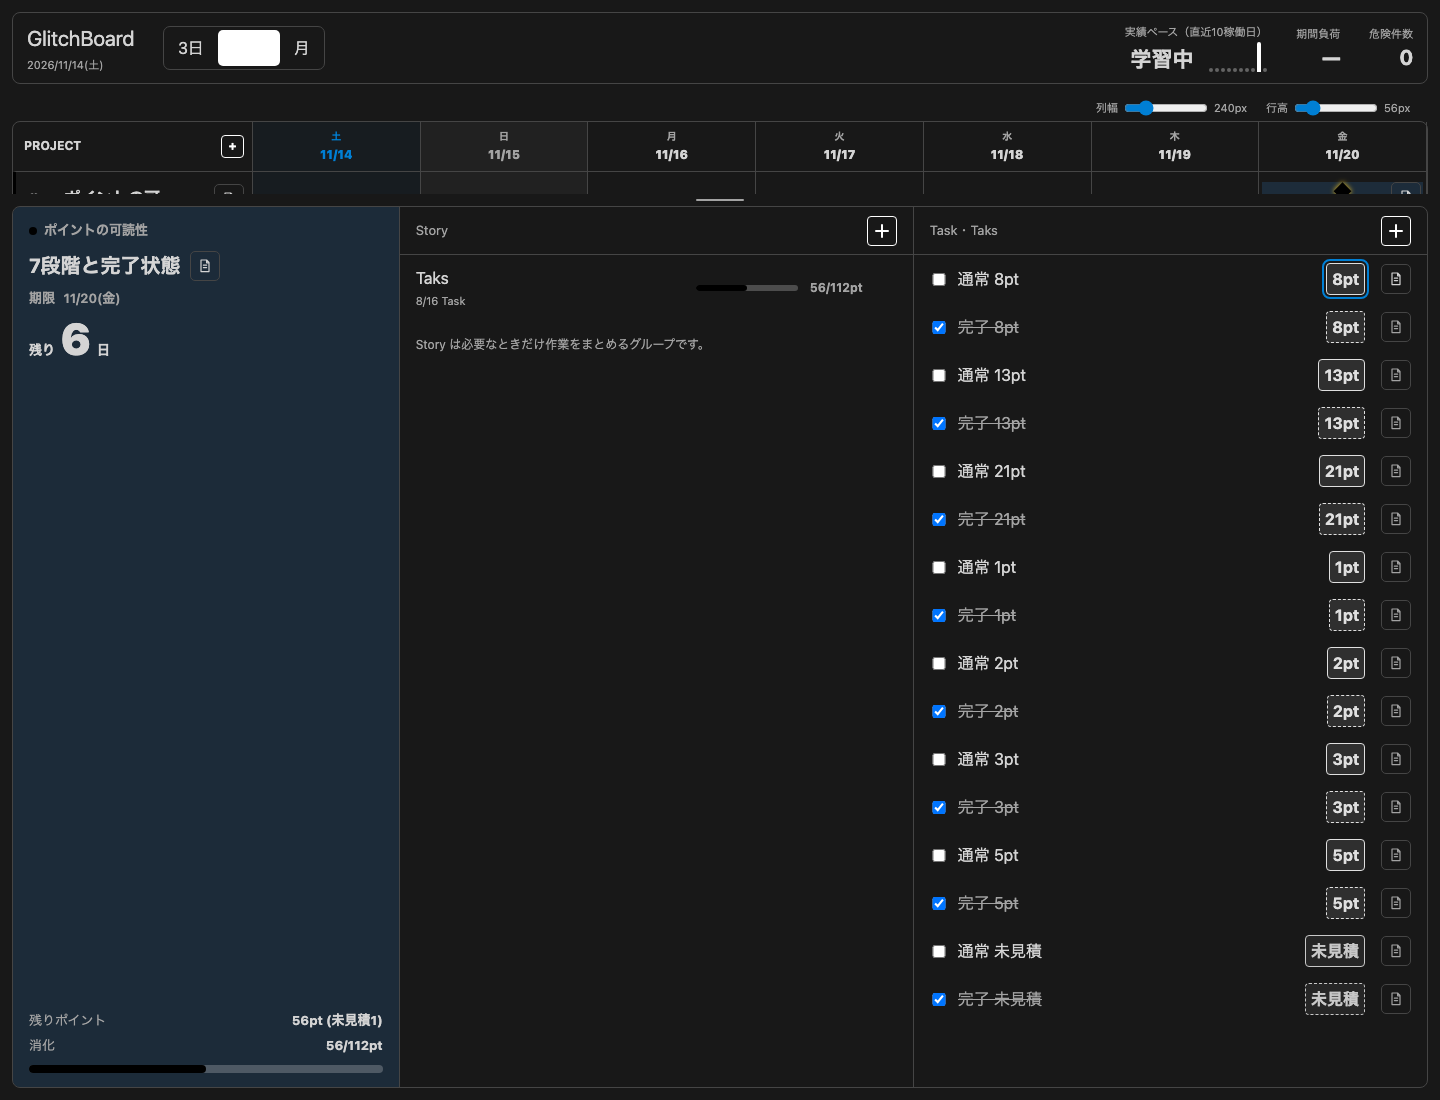 GlitchBoard
2026/11/14(土)
3日
月
実績ペース（直近10稼働日）
学習中
期間負荷
—
危険件数
0
列幅
240px
行高
56px
PROJECT
土
11/14
日
11/15
月
11/16
火
11/17
水
11/18
木
11/19
金
11/20
ポイントの可読性
7段階と完了状態
期限 11/20(金)
残り 6 日
残りポイント
56pt (未見積1)
消化
56/112pt
Story
Taks
8/16 Task
56/112pt
Story は必要なときだけ作業をまとめるグループです。
Task・Taks
通常 8pt 8pt
完了 8pt 8pt
通常 13pt 13pt
完了 13pt 13pt
通常 21pt 21pt
完了 21pt 21pt
通常 1pt 1pt
完了 1pt 1pt
通常 2pt 2pt
完了 2pt 2pt
通常 3pt 3pt
完了 3pt 3pt
通常 5pt 5pt
完了 5pt 5pt
通常 未見積 未見積
完了 未見積 未見積